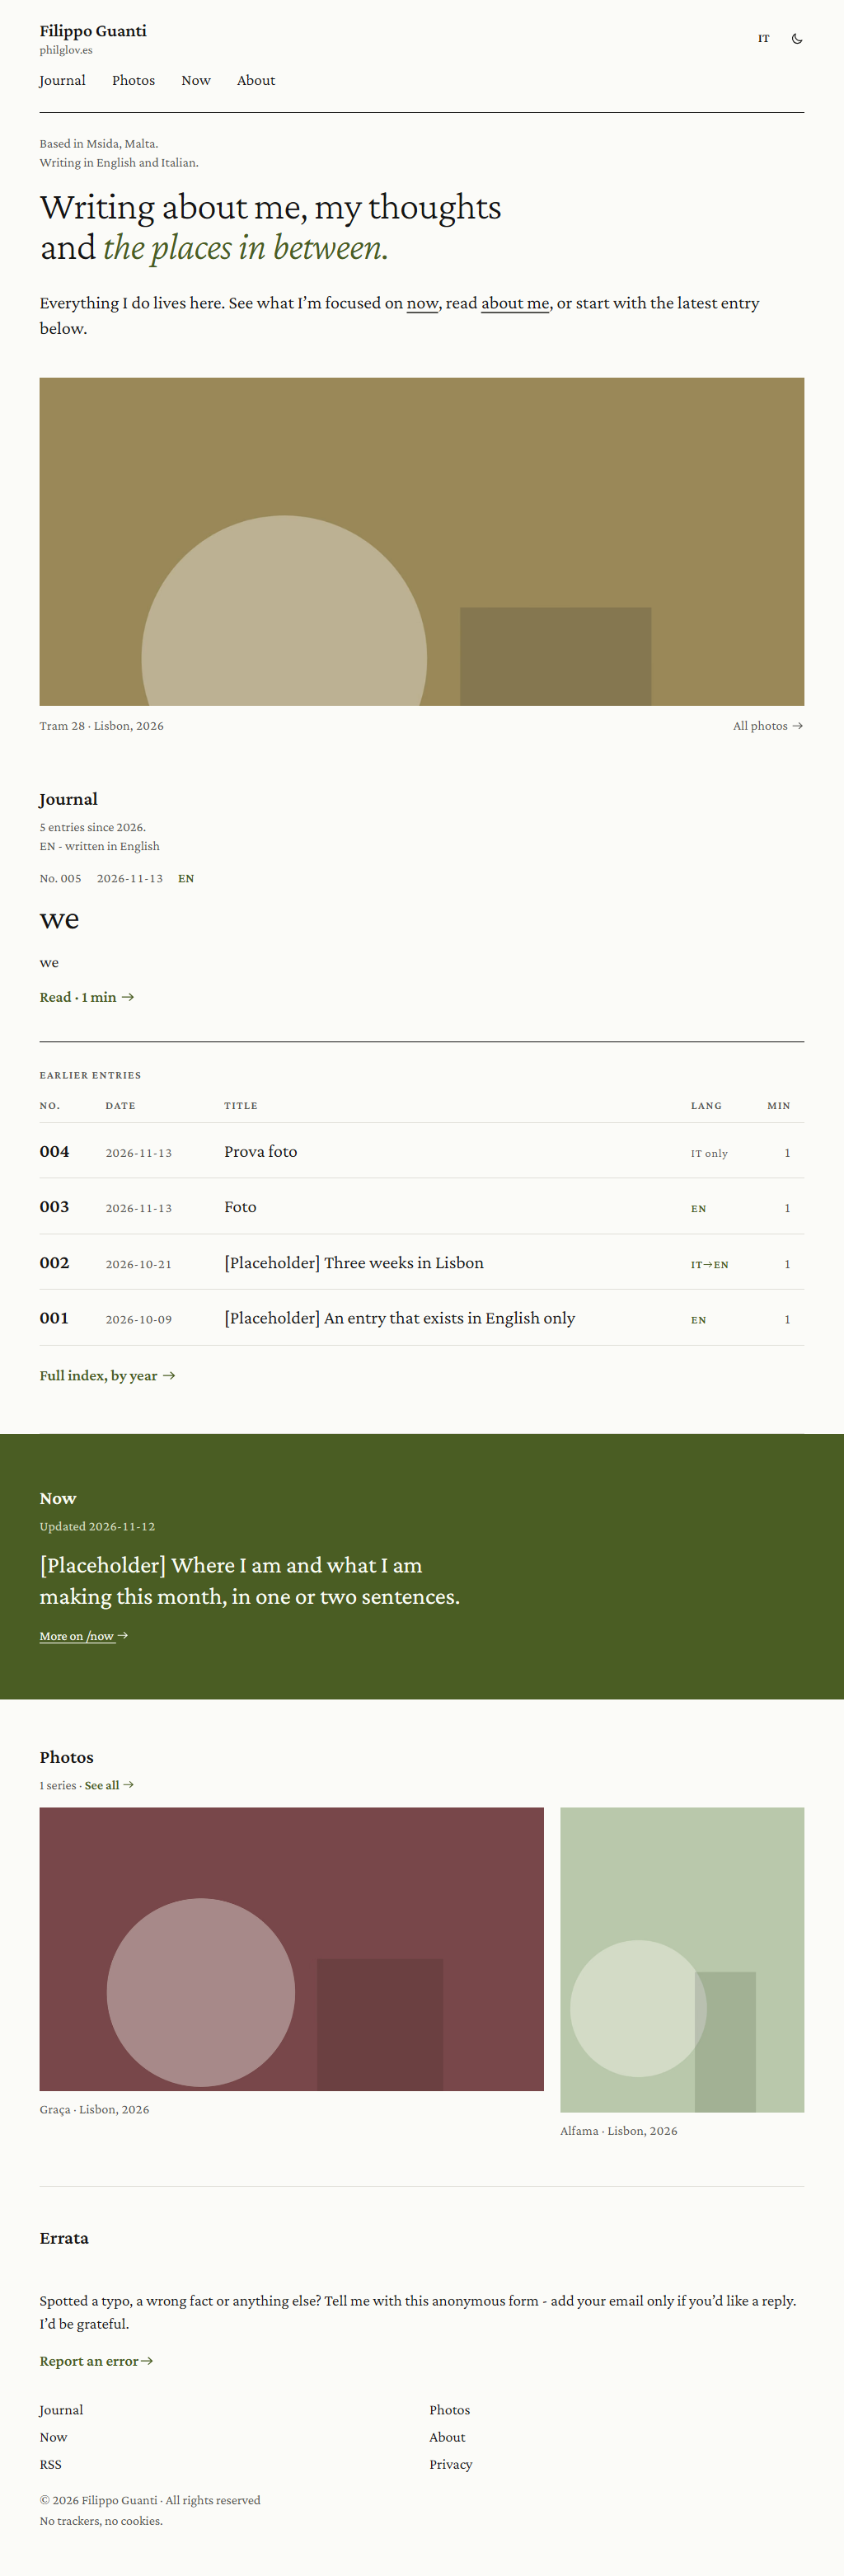 Filippo Guanti
philglov.es
IT
Journal Photos Now About
Based in Msida, Malta.
Writing in English and Italian.
Writing about me, my thoughts
and the places in between.
Everything I do lives here. See what I’m focused on now, read about me, or start with the latest entry
below.
Tram 28 · Lisbon, 2026
All photos →
Journal
5 entries since 2026.
EN - written in English
No. 005 2026-11-13 EN
we
we
Read · 1 min →
EARLIER ENTRIES
NO. DATE TITLE LANG MIN
004 2026-11-13 Prova foto IT only 1
003 2026-11-13 Foto EN 1
002 2026-10-21 [Placeholder] Three weeks in Lisbon IT→EN 1
001 2026-10-09 [Placeholder] An entry that exists in English only EN 1
Full index, by year →
Now
Updated 2026-11-12
[Placeholder] Where I am and what I am
making this month, in one or two sentences.
More on /now →
Photos
1 series · See all →
Graça · Lisbon, 2026
Alfama · Lisbon, 2026
Errata
Spotted a typo, a wrong fact or anything else? Tell me with this anonymous form - add your email only if you’d like a reply.
I’d be grateful.
Report an error→
Journal Photos
Now About
RSS Privacy
© 2026 Filippo Guanti · All rights reserved
No trackers, no cookies.